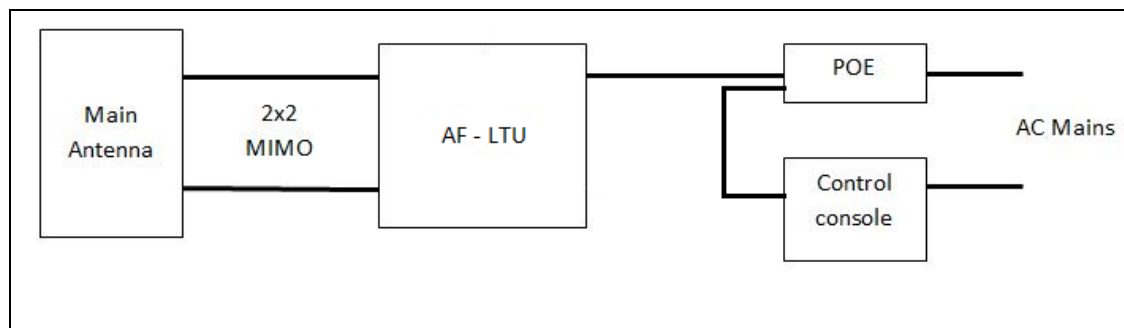 Main
Antenna
2x2
MIMO
AF - LTU
POE
AC Mains
Control
console